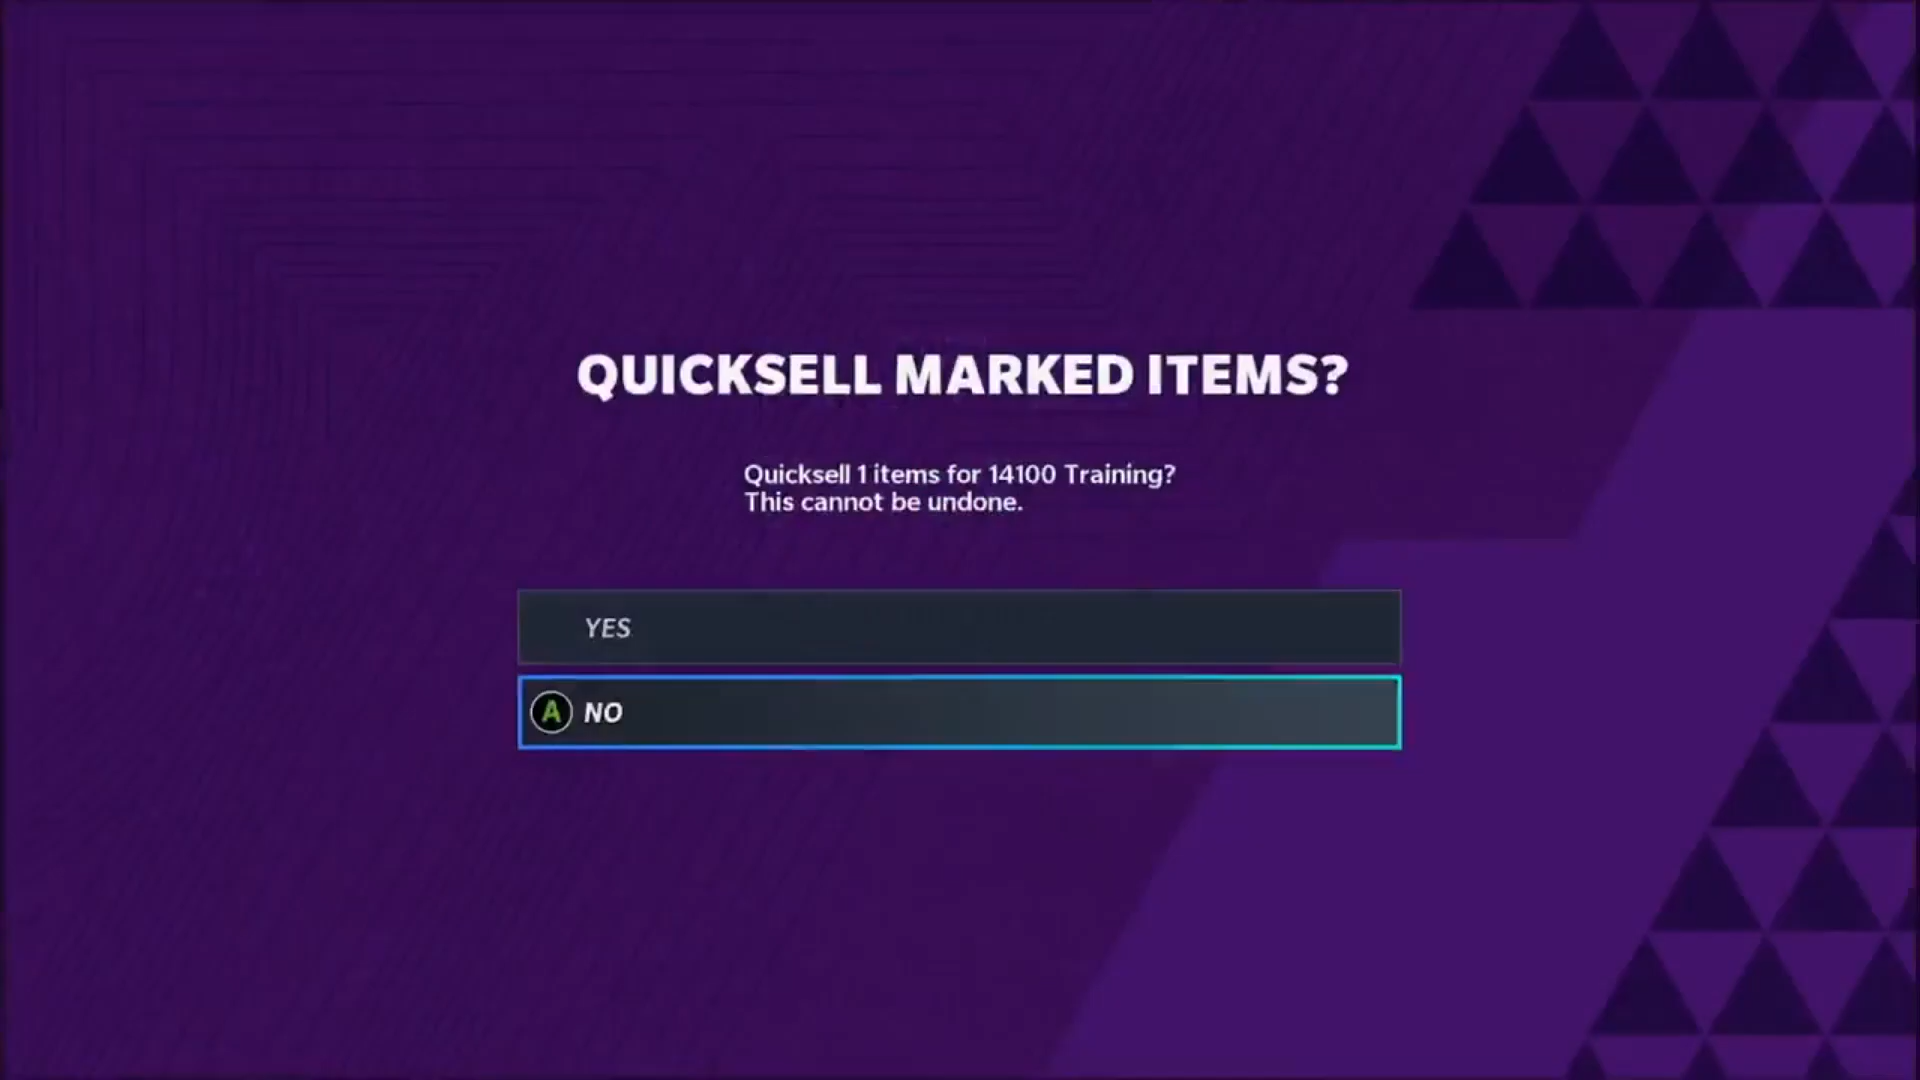 QUICKSELL MARKED ITEMS?
Quicksell 1 items for 14100 Training?
This cannot be undone.
YES
A NO